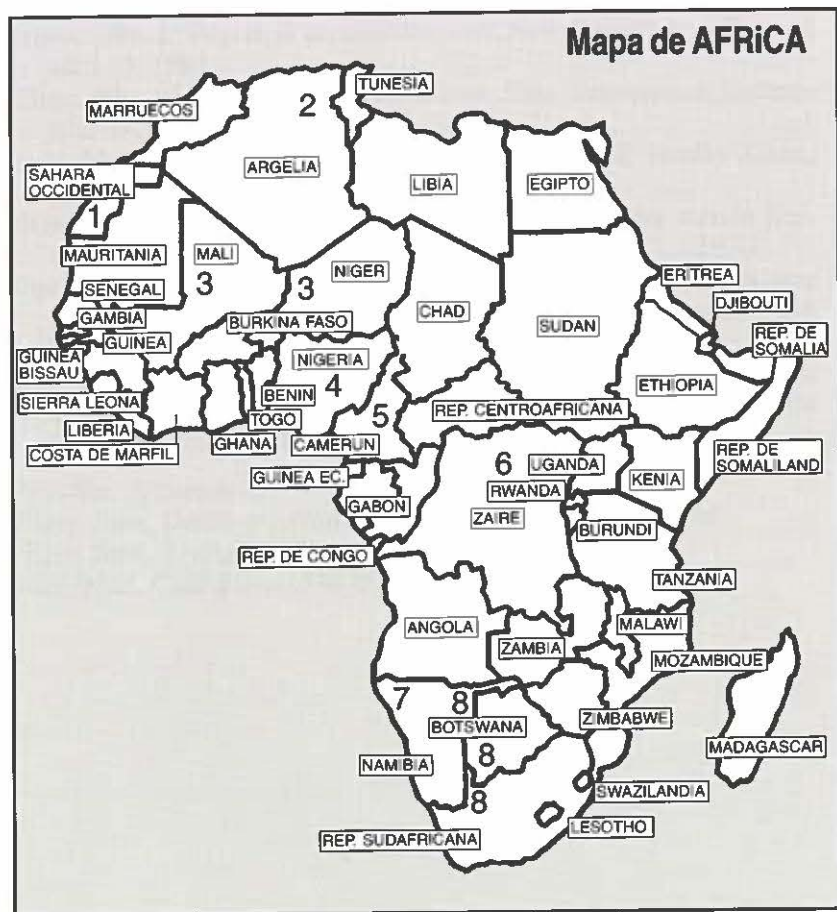 Mapa de AFRiCA
TUNESIA
MARRUECOS
2
ARGELIA
SAHARA
OCCIDENTAL
LIBIA
EGIPTO
1
MAURITANIA
MALI
NIGER
SENEGAL
3
3
ERITREA
GAMBIA
BURKINA FASO
CHAD
SUDAN
DJIBOUTI
GUINEA
REP. DE
SOMALIA
GUINEA
BISSAU
NIGERIA
4
ETHIOPIA
SIERRA LEONA
BENIN
5
REP. CENTROAFRICANA
LIBERIA
TOGO
COSTA DE MARFIL
GHANA
CAMERUN
REP. DE
SOMALILAND
6
UGANDA
GUINEA EC.
KENIA
GABON
RWANDA
ZAIRE
BURUNDI
REP. DE CONGO
TANZANIA
ANGOLA
MALAWI
ZAMBIA
MOZAMBIQUE
7
8
BOTSWANA
ZIMBABWE
8
MADAGASCAR
NAMIBIA
8
SWAZILANDIA
REP. SUDAFRICANA
LESOTHO